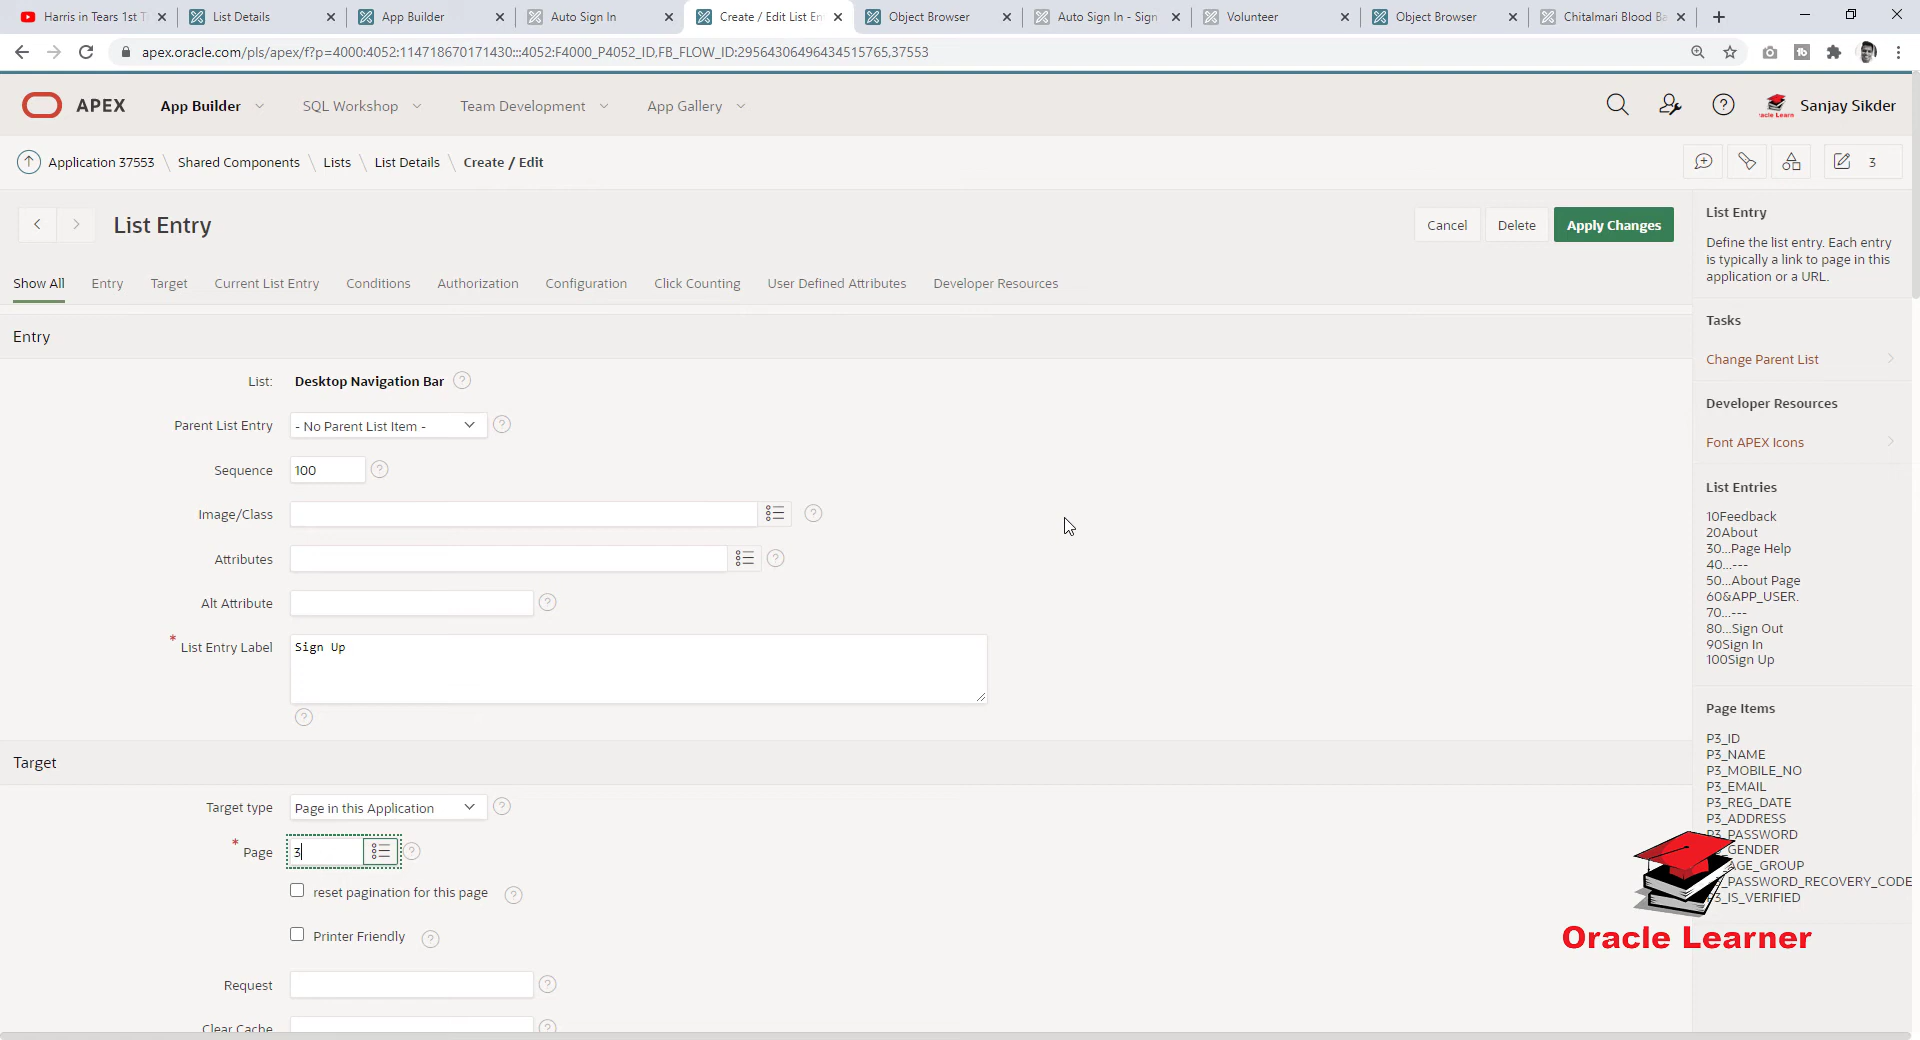 Harris in Tears 1st T
List Details
App Builder
Auto Sign In
Create / Edit List En
Object Browser
Auto Sign In - Sign
Volunteer
Object Browser
Chitalmari Blood Ba
apex.oracle.com/pls/apex/f?p=4000:4052:114718670171430:::4052:F4000_P4052_ID,FB_FLOW_ID:29564306496434515765,37553
APEX
App Builder
SQL Workshop
Team Development
App Gallery
Sanjay Sikder
Application 37553 \ Shared Components \ Lists \ List Details \ Create / Edit
3
List Entry
Cancel
Delete
Apply Changes
Show All
Entry
Target
Current List Entry
Conditions
Authorization
Configuration
Click Counting
User Defined Attributes
Developer Resources
Entry
List: Desktop Navigation Bar
Parent List Entry - No Parent List Item -
Sequence 100
Image/Class
Attributes
Alt Attribute
* List Entry Label Sign Up
Target
Target type Page in this Application
* Page 3
reset pagination for this page
Printer Friendly
Request
Clear Cache
List Entry
Define the list entry. Each entry
is typically a link to page in this
application or a URL.
Tasks
Change Parent List
Developer Resources
Font APEX Icons
List Entries
10Feedback
20About
30...Page Help
40...---
50...About Page
60&APP_USER.
70...---
80...Sign Out
90Sign In
100Sign Up
Page Items
P3_ID
P3_NAME
P3_MOBILE_NO
P3_EMAIL
P3_REG_DATE
P3_ADDRESS
P3_PASSWORD
GENDER
AGE_GROUP
PASSWORD_RECOVERY_CODE
P3_IS_VERIFIED
Oracle Learner